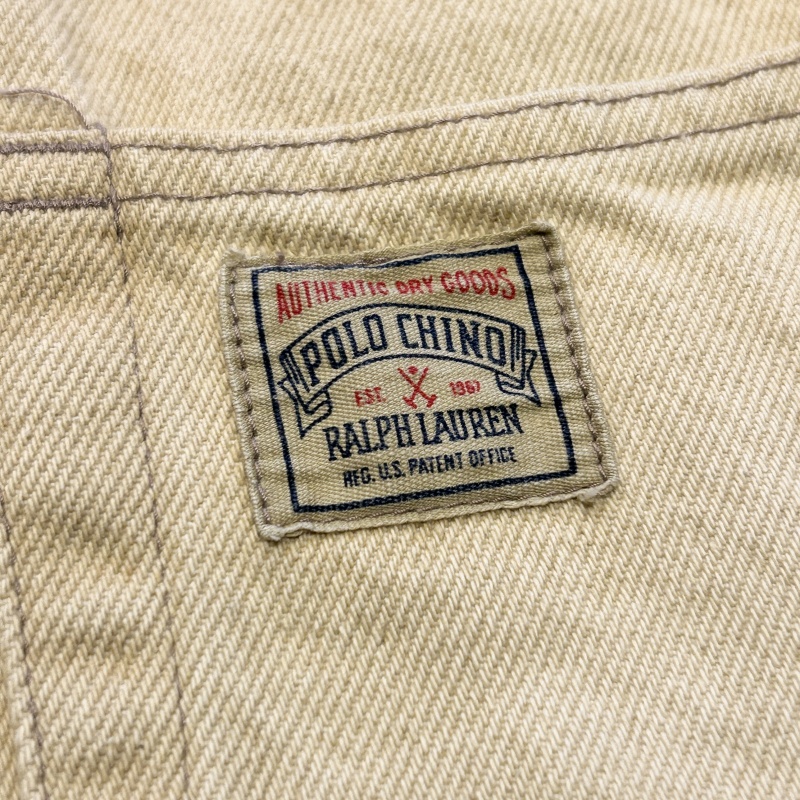 AUTHENTIC DRY GOODS
POLO CHINO
EST. 1967
RALPH LAUREN
REG. U.S. PATENT OFFICE